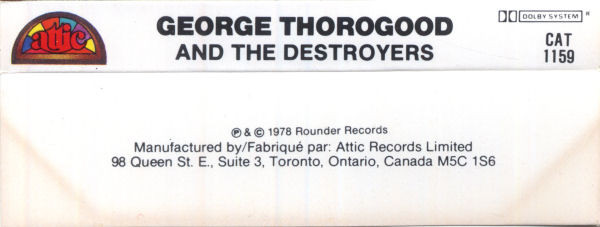 attic
GEORGE THOROGOOD
AND THE DESTROYERS
DOLBY SYSTEM ®
CAT
1159
℗ & © 1978 Rounder Records
Manufactured by/Fabriqué par: Attic Records Limited
98 Queen St. E., Suite 3, Toronto, Ontario, Canada M5C 1S6